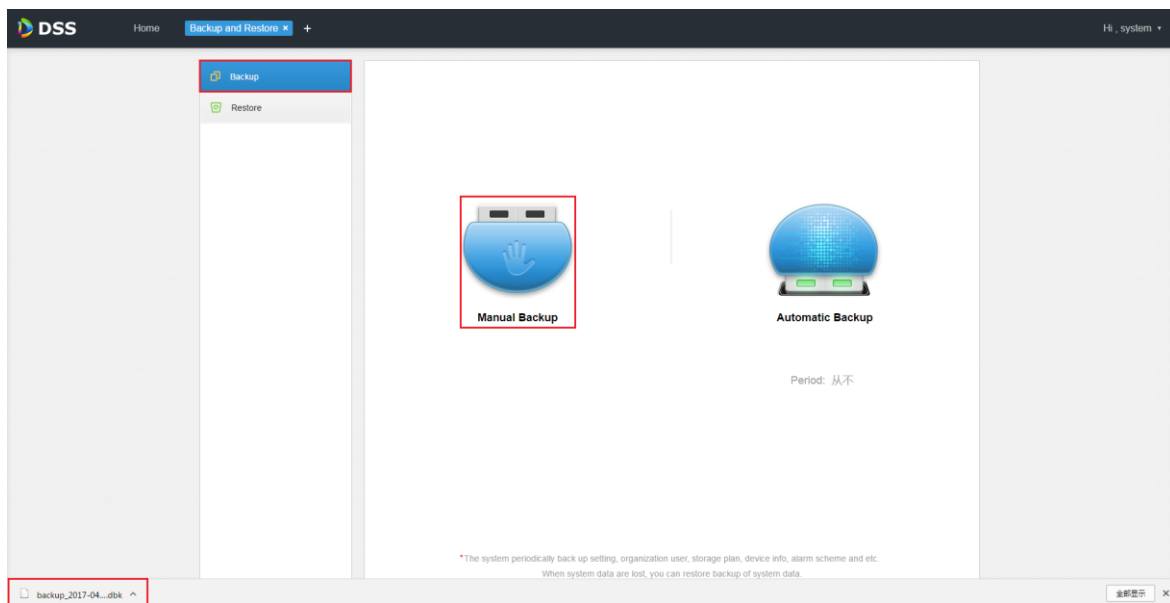 DSS Home Backup and Restore × + Hi , system
Backup
Restore
Manual Backup Automatic Backup
Period: 从不
*The system periodically back up setting, organization user, storage plan, device info, alarm scheme and etc.
When system data are lost, you can restore backup of system data.
backup_2017-04....dbk 全部显示 ×